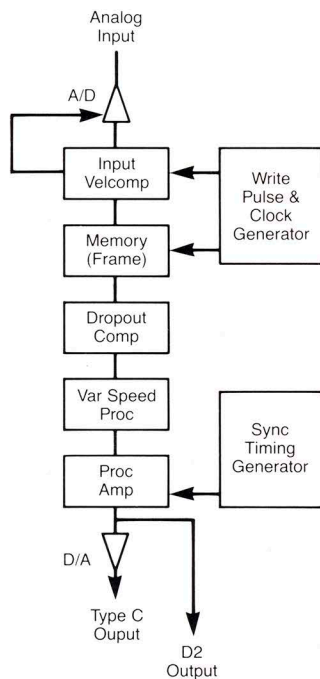 Analog
Input
A/D
Input
Velcomp
Write
Pulse &
Clock
Generator
Memory
(Frame)
Dropout
Comp
Var Speed
Proc
Sync
Timing
Generator
Proc
Amp
D/A
Type C
Ouput
D2
Output